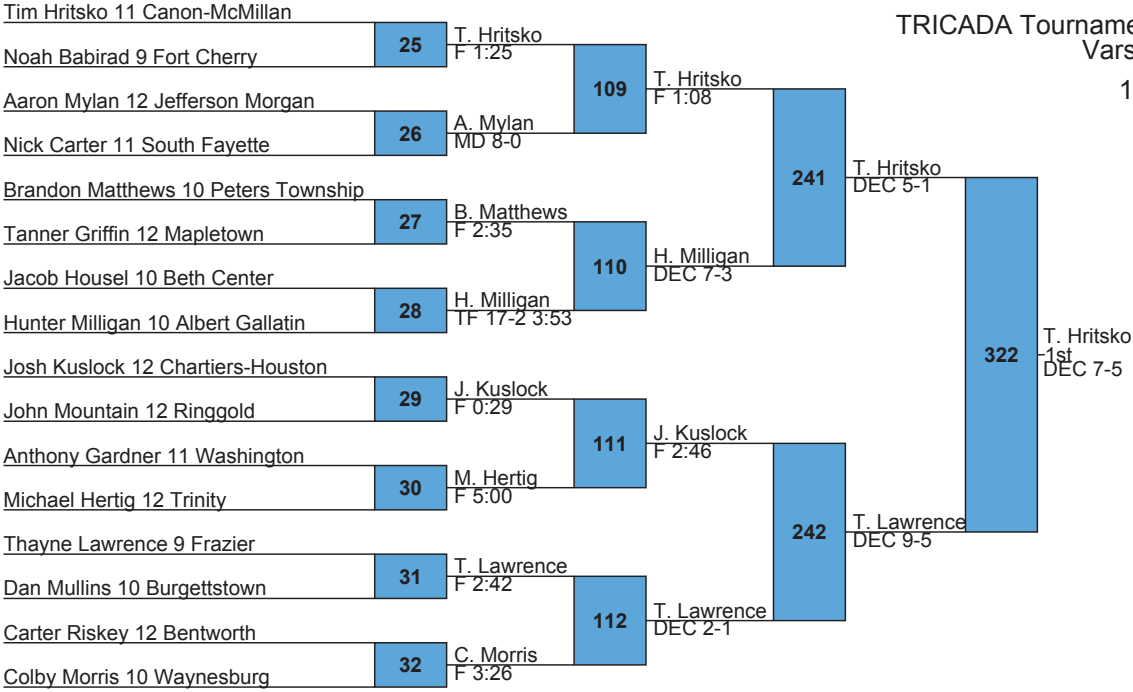 Tim Hritsko 11 Canon-McMillan
Noah Babirad 9 Fort Cherry
Aaron Mylan 12 Jefferson Morgan
Nick Carter 11 South Fayette
Brandon Matthews 10 Peters Township
Tanner Griffin 12 Mapletown
Jacob Housel 10 Beth Center
Hunter Milligan 10 Albert Gallatin
Josh Kuslock 12 Chartiers-Houston
John Mountain 12 Ringgold
Anthony Gardner 11 Washington
Michael Hertig 12 Trinity
Thayne Lawrence 9 Frazier
Dan Mullins 10 Burgettstown
Carter Riskey 12 Bentworth
Colby Morris 10 Waynesburg
25
26
27
28
29
30
31
32
T. Hritsko
F 1:25
A. Mylan
MD 8-0
B. Matthews
F 2:35
H. Milligan
TF 17-2 3:53
J. Kuslock
F 0:29
M. Hertig
F 5:00
T. Lawrence
F 2:42
C. Morris
F 3:26
109
110
111
112
T. Hritsko
F 1:08
H. Milligan
DEC 7-3
J. Kuslock
F 2:46
T. Lawrence
DEC 2-1
241
242
T. Hritsko
DEC 5-1
T. Lawrence
DEC 9-5
322
T. Hritsko
1st
DEC 7-5
TRICADA Tourname
Vars
1